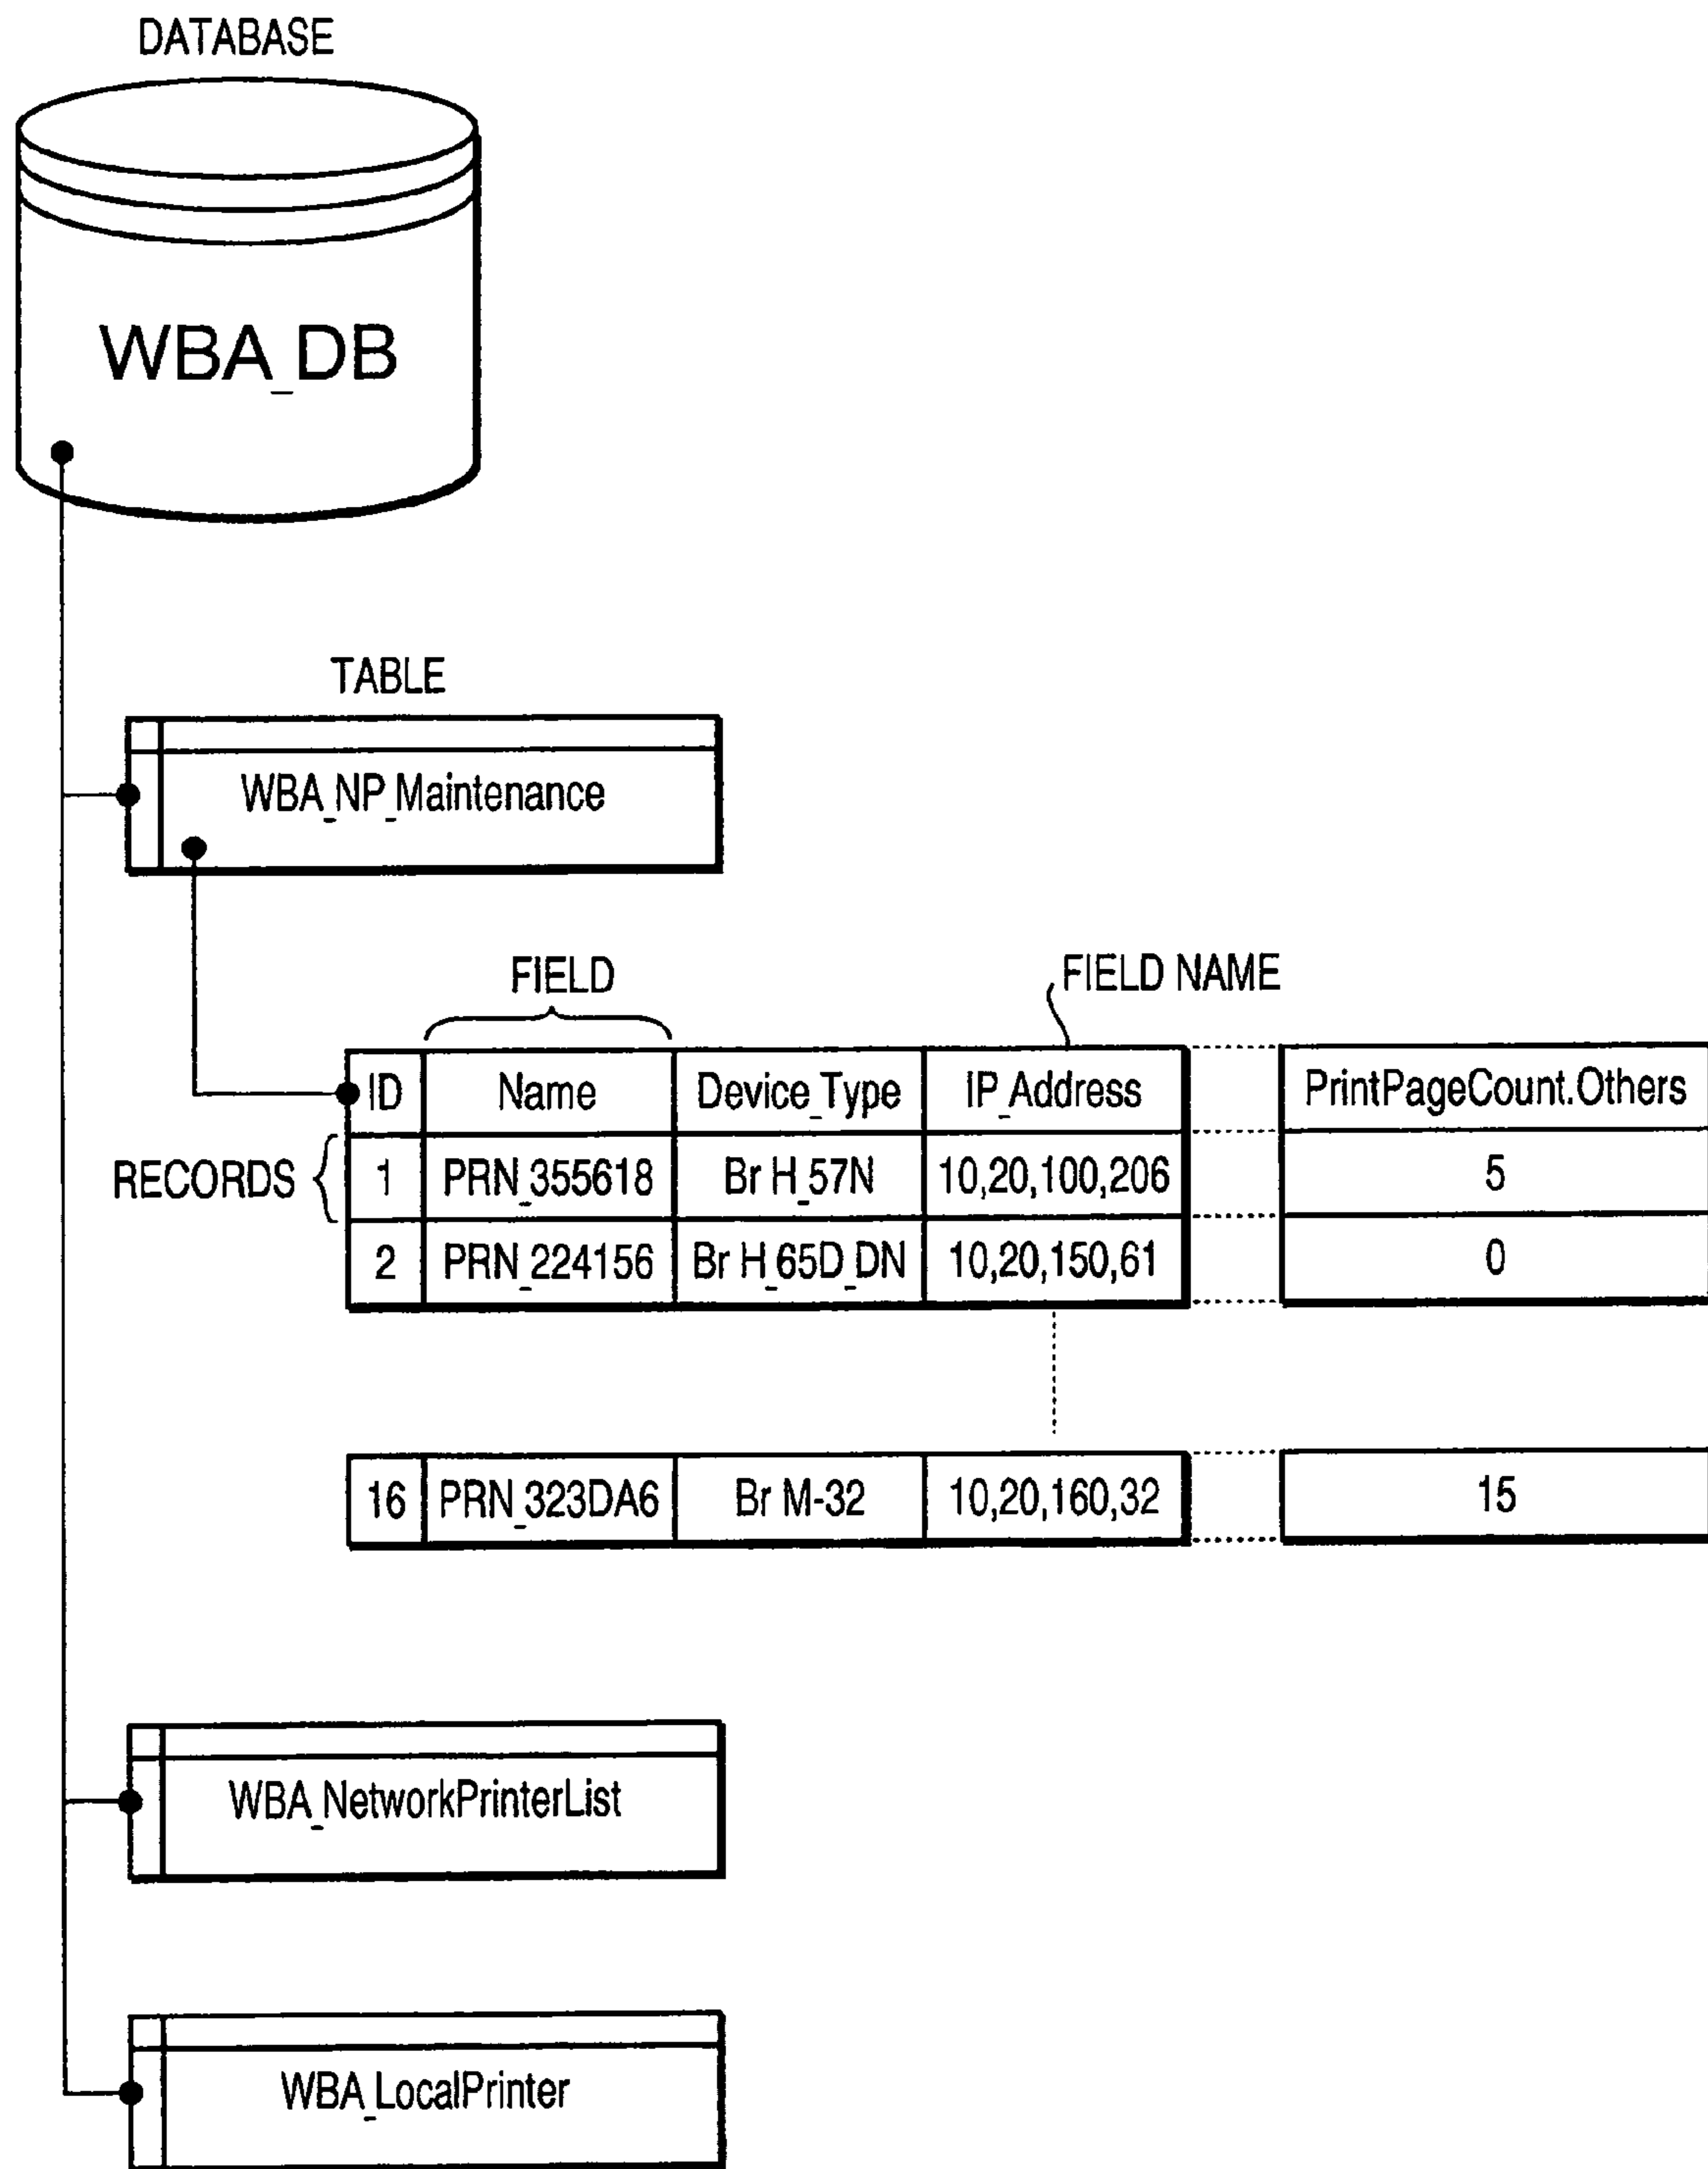 DATABASE
WBA_DB
TABLE
WBA_NP_Maintenance
FIELD
FIELD NAME
ID Name Device_Type IP_Address PrintPageCount.Others
RECORDS
1 PRN_355618 Br H_57N 10,20,100,206 5
2 PRN_224156 Br H_65D_DN 10,20,150,61 0
16 PRN_323DA6 Br M-32 10,20,160,32 15
WBA_NetworkPrinterList
WBA_LocalPrinter